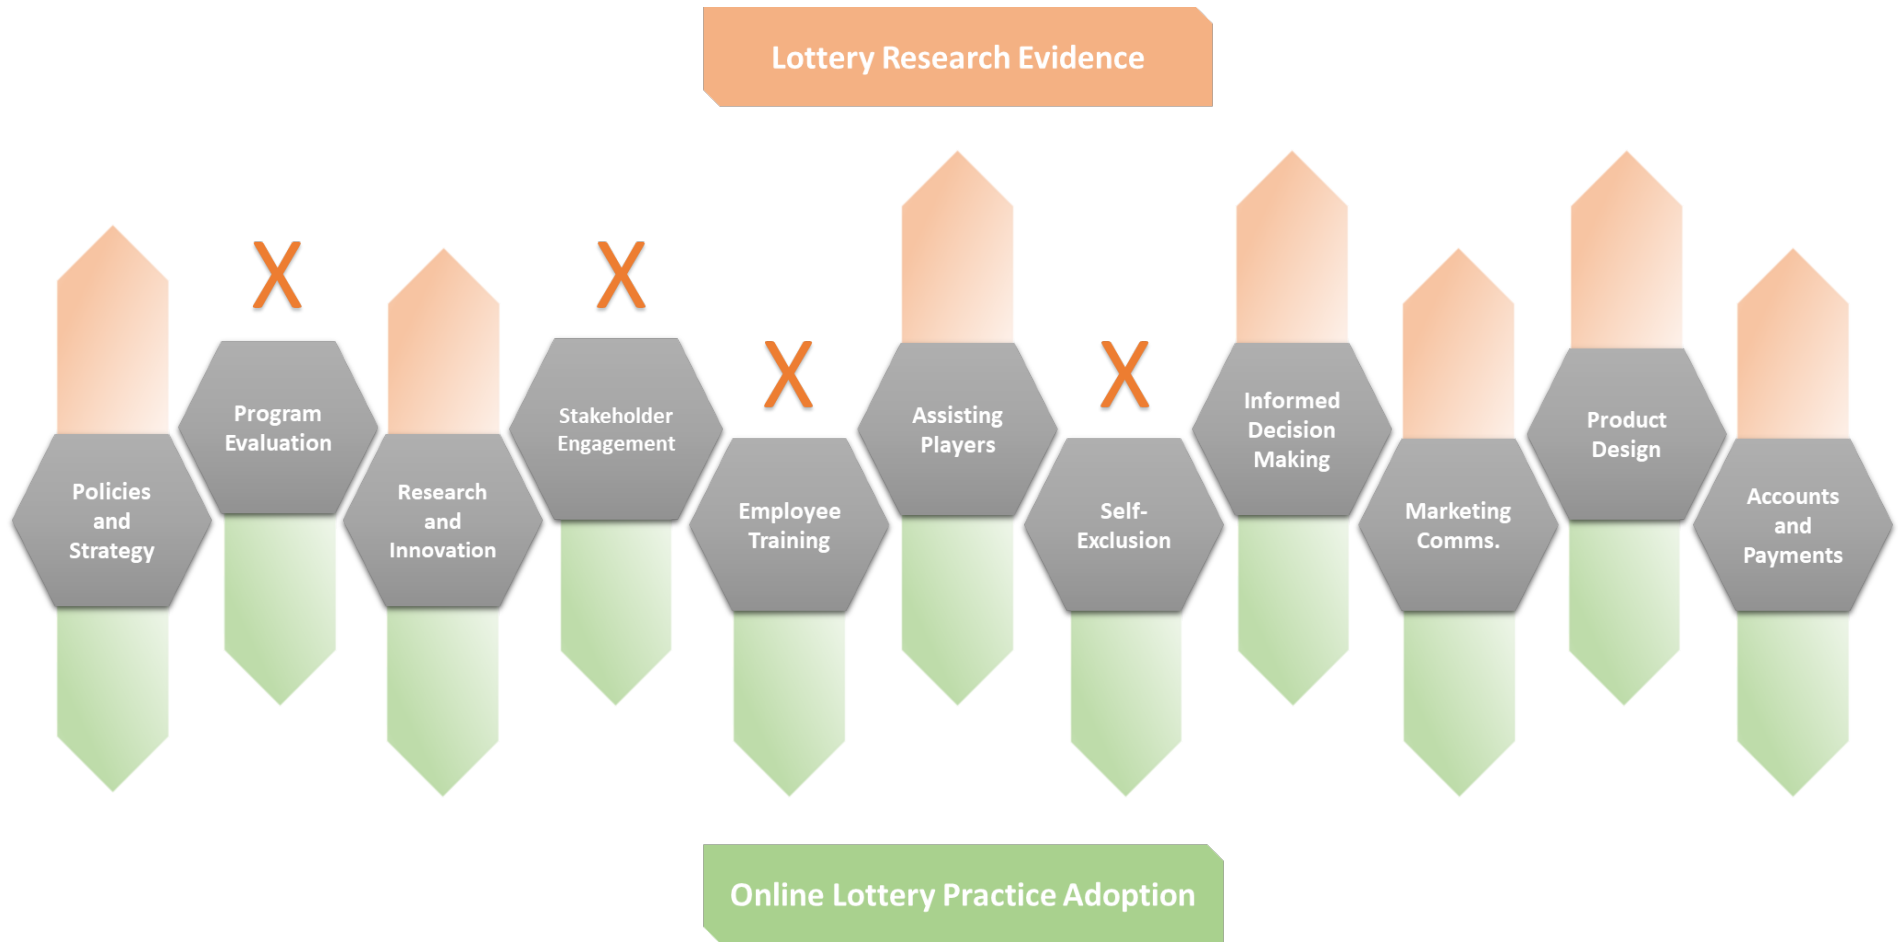 Lottery Research Evidence
X
X
X
X
Policies
and
Strategy
Program
Evaluation
Research
and
Innovation
Stakeholder
Engagement
Employee
Training
Assisting
Players
Self-
Exclusion
Informed
Decision
Making
Marketing
Comms.
Product
Design
Accounts
and
Payments
Online Lottery Practice Adoption